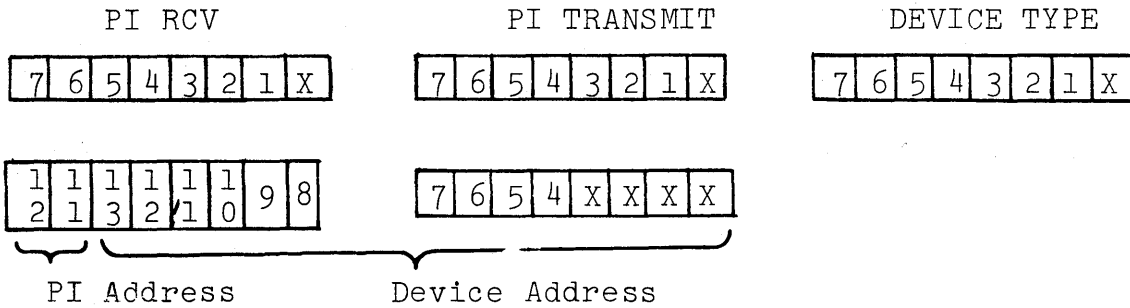 PI RCV PI TRANSMIT DEVICE TYPE
7 6 5 4 3 2 1 X 7 6 5 4 3 2 1 X 7 6 5 4 3 2 1 X
12 11 13 12 11 10 9 8 7 6 5 4 X X X X
PI Address Device Address